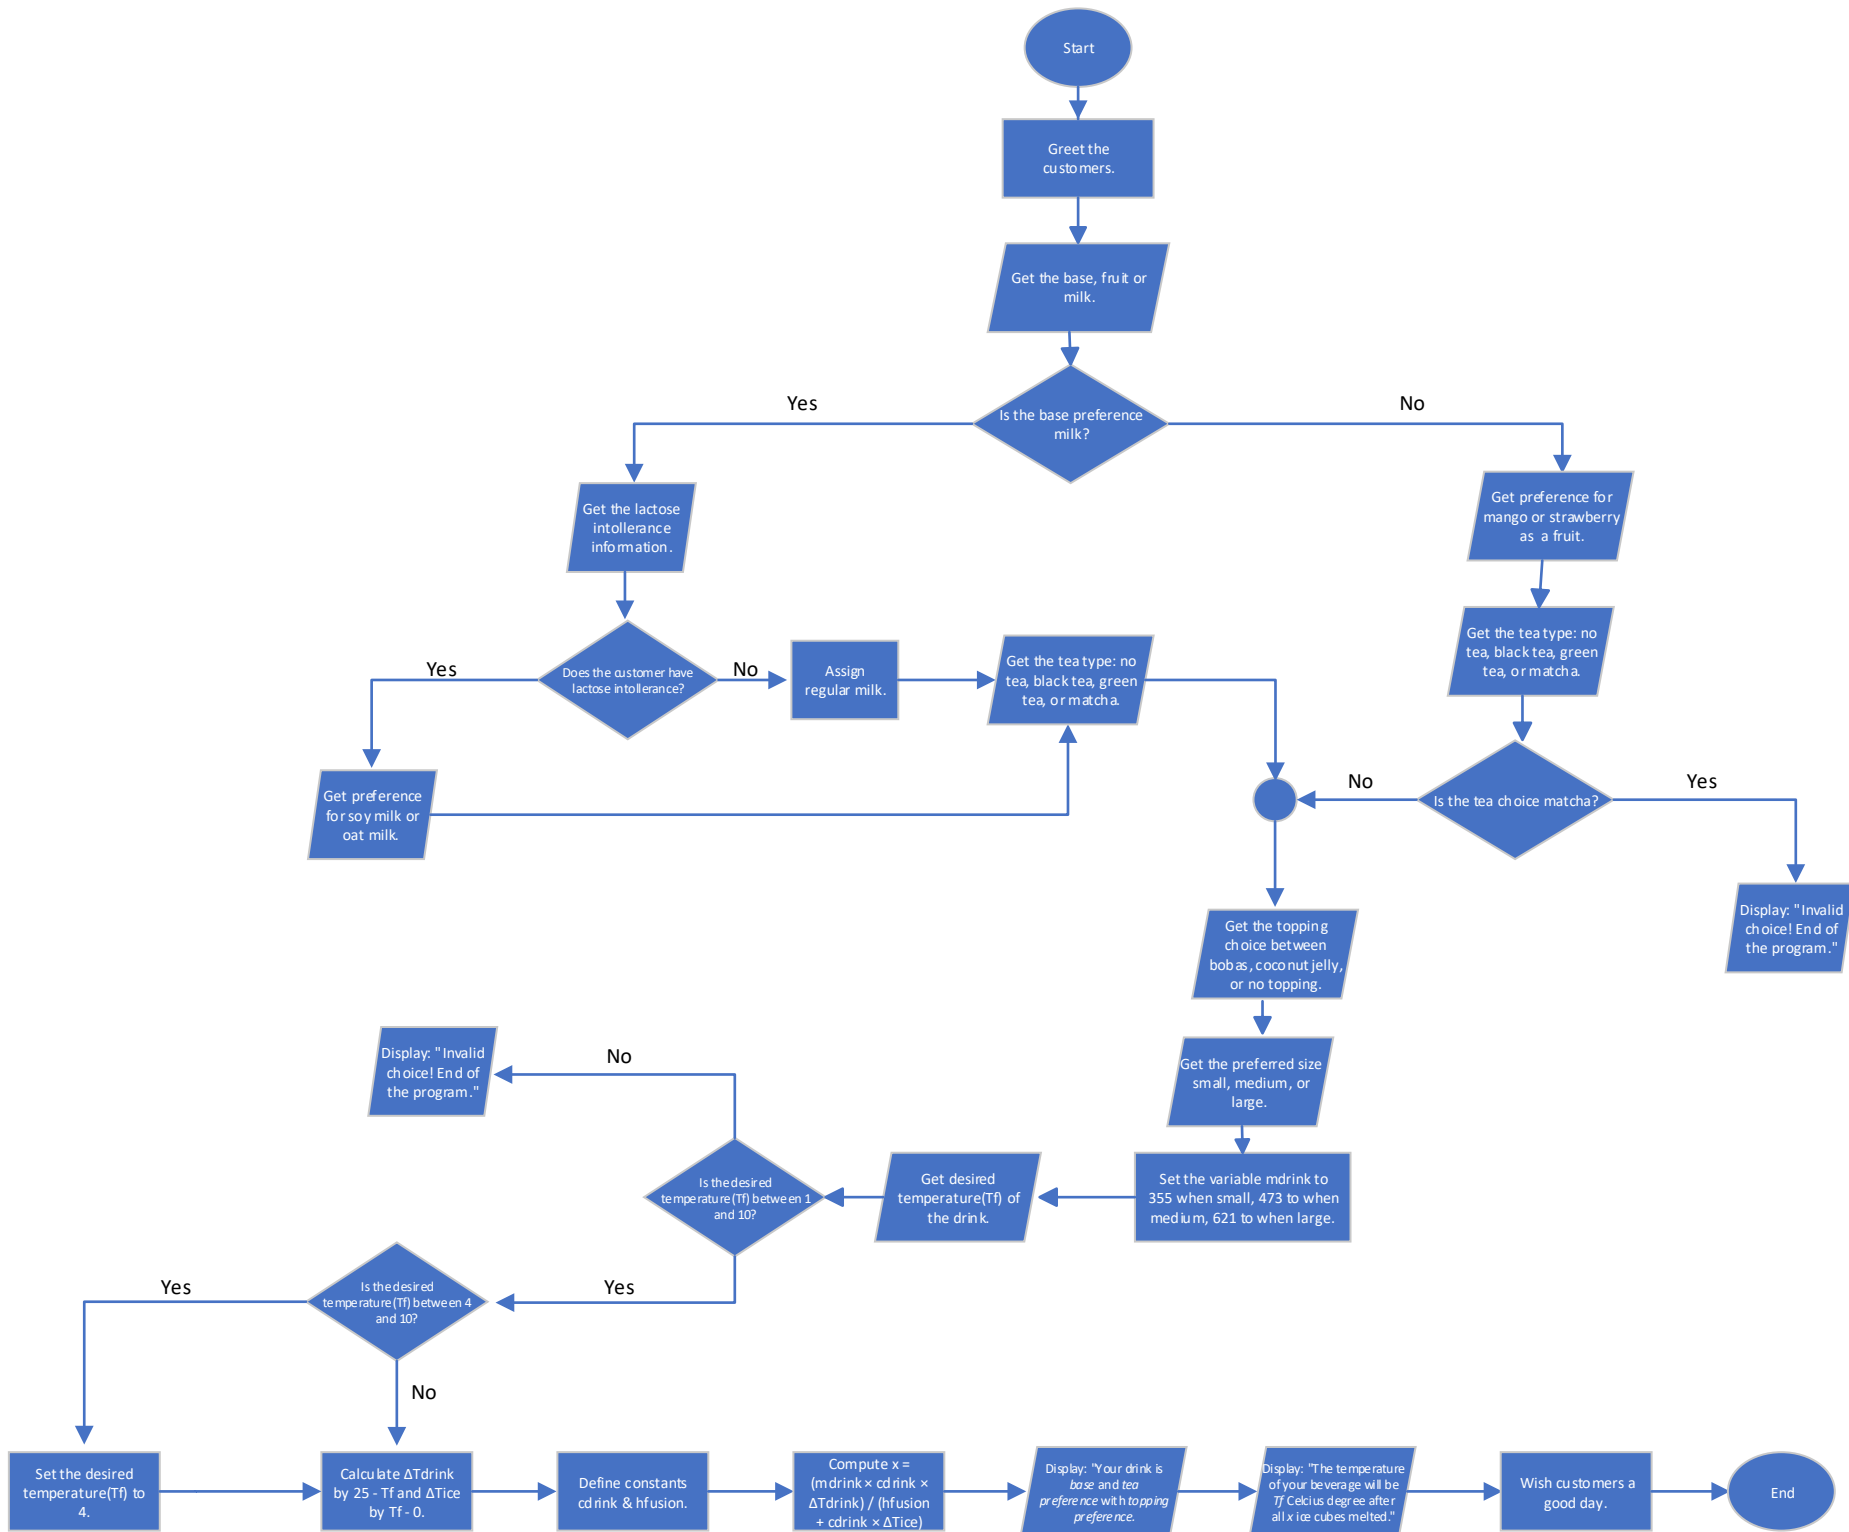 Start
Greet the
customers.
Get the base, fruit or
milk.
Is the base preference
milk?
Yes
No
Get the lactose
intollerance
information.
Get preference for
mango or strawberry
as a fruit.
Does the customer have
lactose intollerance?
Yes
No
Assign
regular milk.
Get the tea type: no
tea, black tea, green
tea, or matcha.
Get the tea type: no
tea, black tea, green
tea, or matcha.
Get preference
for soy milk or
oat milk.
Is the tea choice matcha?
No
Yes
Display: "Invalid
choice! End of
the program."
Get the topping
choice between
bobas, coconut jelly,
or no topping.
Get the preferred size
small, medium, or
large.
Set the variable mdrink to
355 when small, 473 to when
medium, 621 to when large.
Get desired
temperature(Tf) of
the drink.
Is the desired
temperature(Tf) between 1
and 10?
No
Display: "Invalid
choice! End of
the program."
Yes
Is the desired
temperature(Tf) between 4
and 10?
Yes
No
Set the desired
temperature(Tf) to
4.
Calculate ΔTdrink
by 25 - Tf and ΔTice
by Tf - 0.
Define constants
cdrink & hfusion.
Compute x =
(mdrink × cdrink ×
ΔTdrink) / (hfusion
+ cdrink × ΔTice)
Display: "Your drink is
base and tea
preference with topping
preference.
Display: "The temperature
of your beverage will be
Tf Celcius degree after
all x ice cubes melted."
Wish customers a
good day.
End